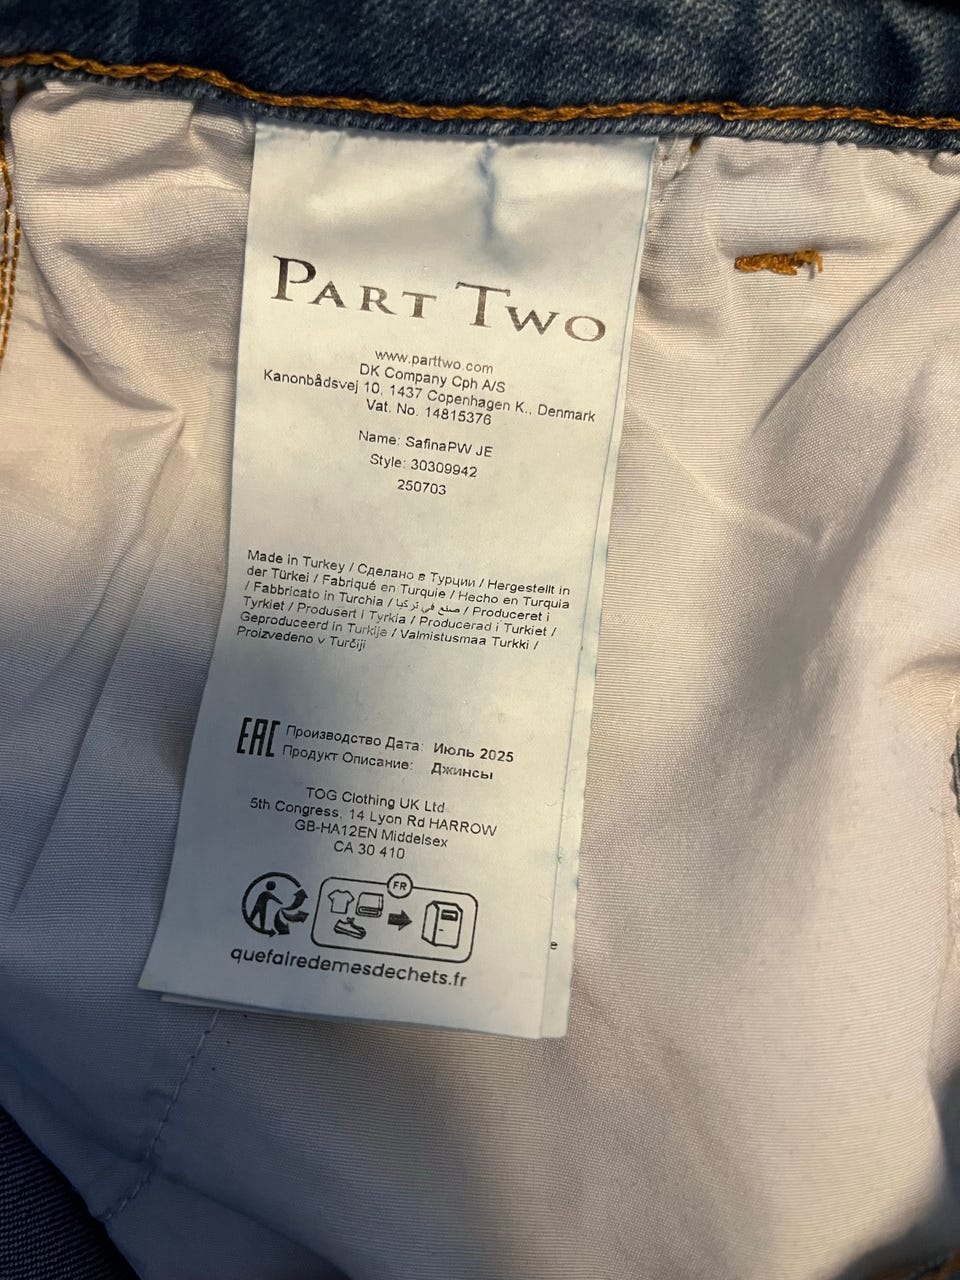 PART TWO
www.parttwo.com
DK Company Cph A/S
Kanonbådsvej 10, 1437 Copenhagen K., Denmark
Vat. No. 14815376
Name: SafinaPW JE
Style: 30309942
250703
Made in Turkey / Сделано в Турции / Hergestellt in
der Türkei / Fabriqué en Turquie / Hecho en Turquia
/ Fabbricato in Turchia / صنع في تركيا / Produceret i
Tyrkiet / Produsert i Tyrkia / Producerad i Turkiet /
Geproduceerd in Turkije / Valmistusmaa Turkki /
Proizvedeno v Turčiji
EAC Производство Дата: Июль 2025
Продукт Описание: Джинсы
TOG Clothing UK Ltd
5th Congress, 14 Lyon Rd HARROW
GB-HA12EN Middelsex
CA 30 410
FR
quefairedemesdechets.fr
e